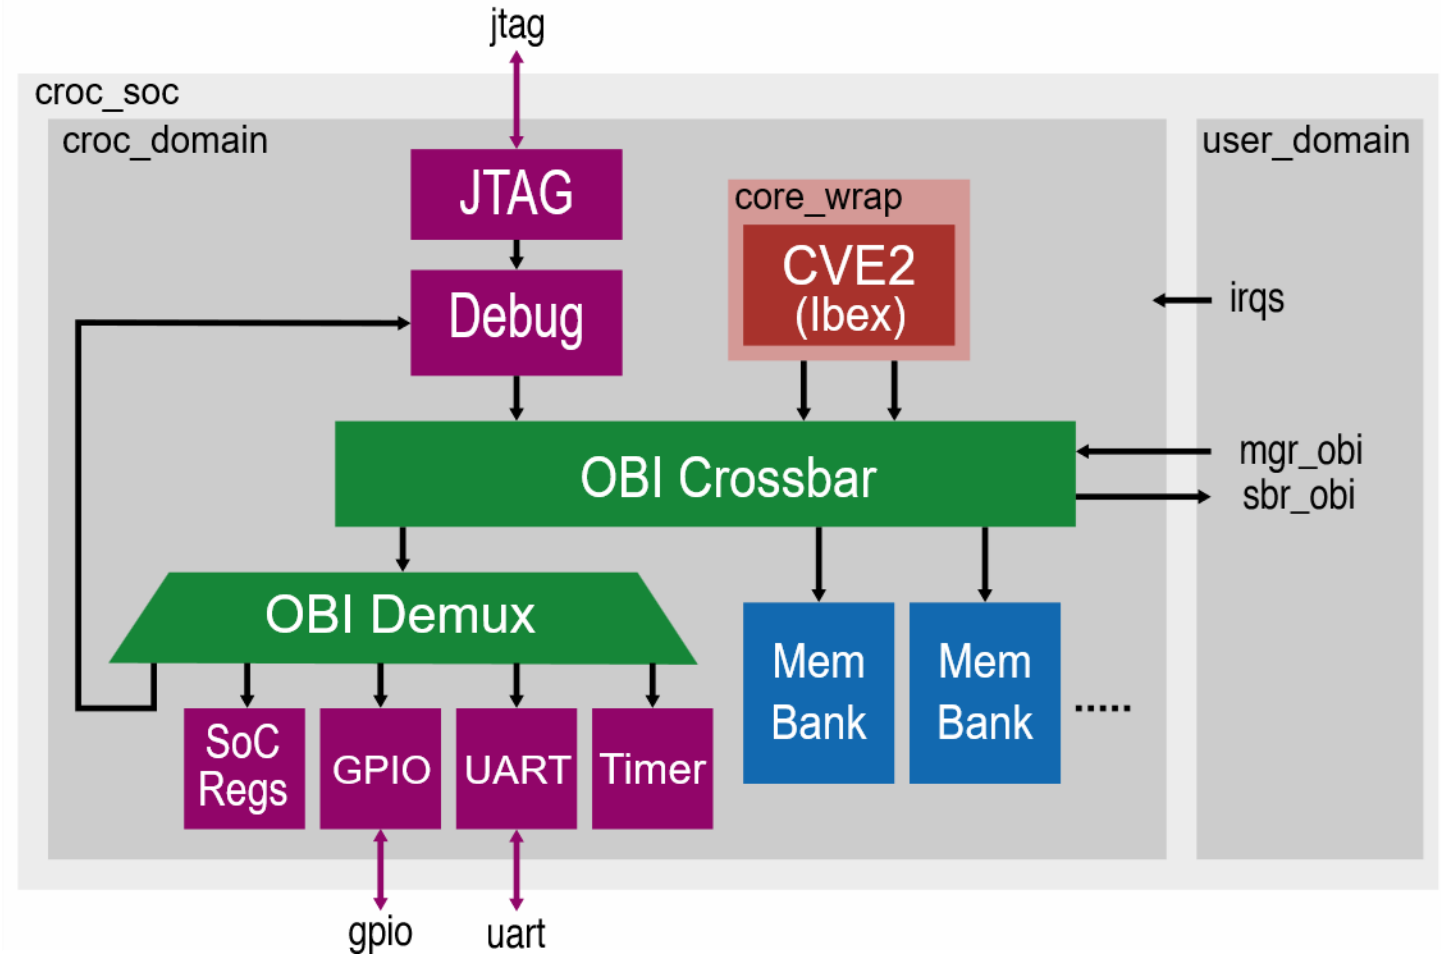 jtag
croc_soc
croc_domain
user_domain
JTAG
core_wrap
CVE2
(Ibex)
Debug
irqs
OBI Crossbar
mgr_obi
sbr_obi
OBI Demux
Mem
Bank
Mem
Bank
.....
SoC
Regs
GPIO
UART
Timer
gpio
uart